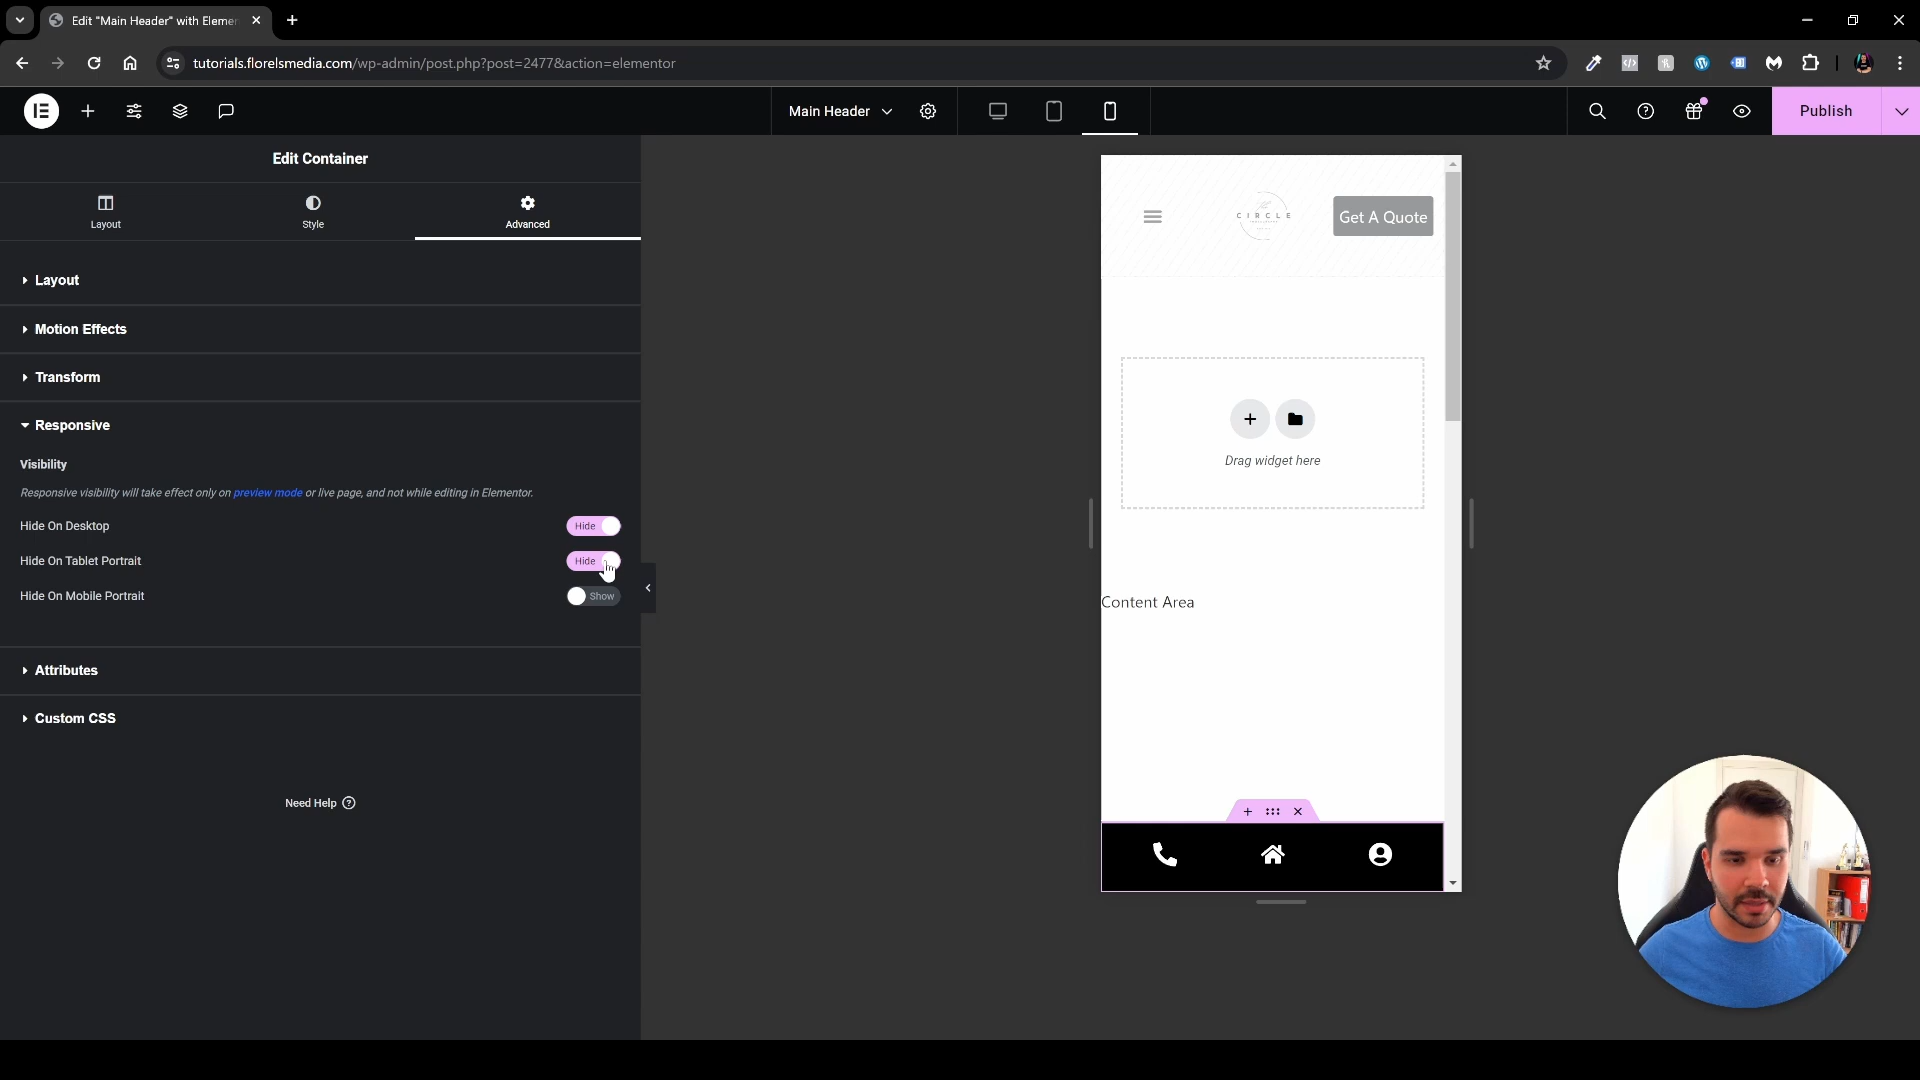 Edit "Main Header" with Elemen
tutorials.florelsmedia.com/wp-admin/post.php?post=2477&action=elementor
Main Header
Publish
Edit Container
Layout
Style
Advanced
Layout
Motion Effects
Transform
Responsive
Visibility
Responsive visibility will take effect only on preview mode or live page, and not while editing in Elementor.
Hide On Desktop
Hide
Hide On Tablet Portrait
Hide
Hide On Mobile Portrait
Show
Attributes
Custom CSS
Need Help
CIRCLE
Get A Quote
Drag widget here
Content Area